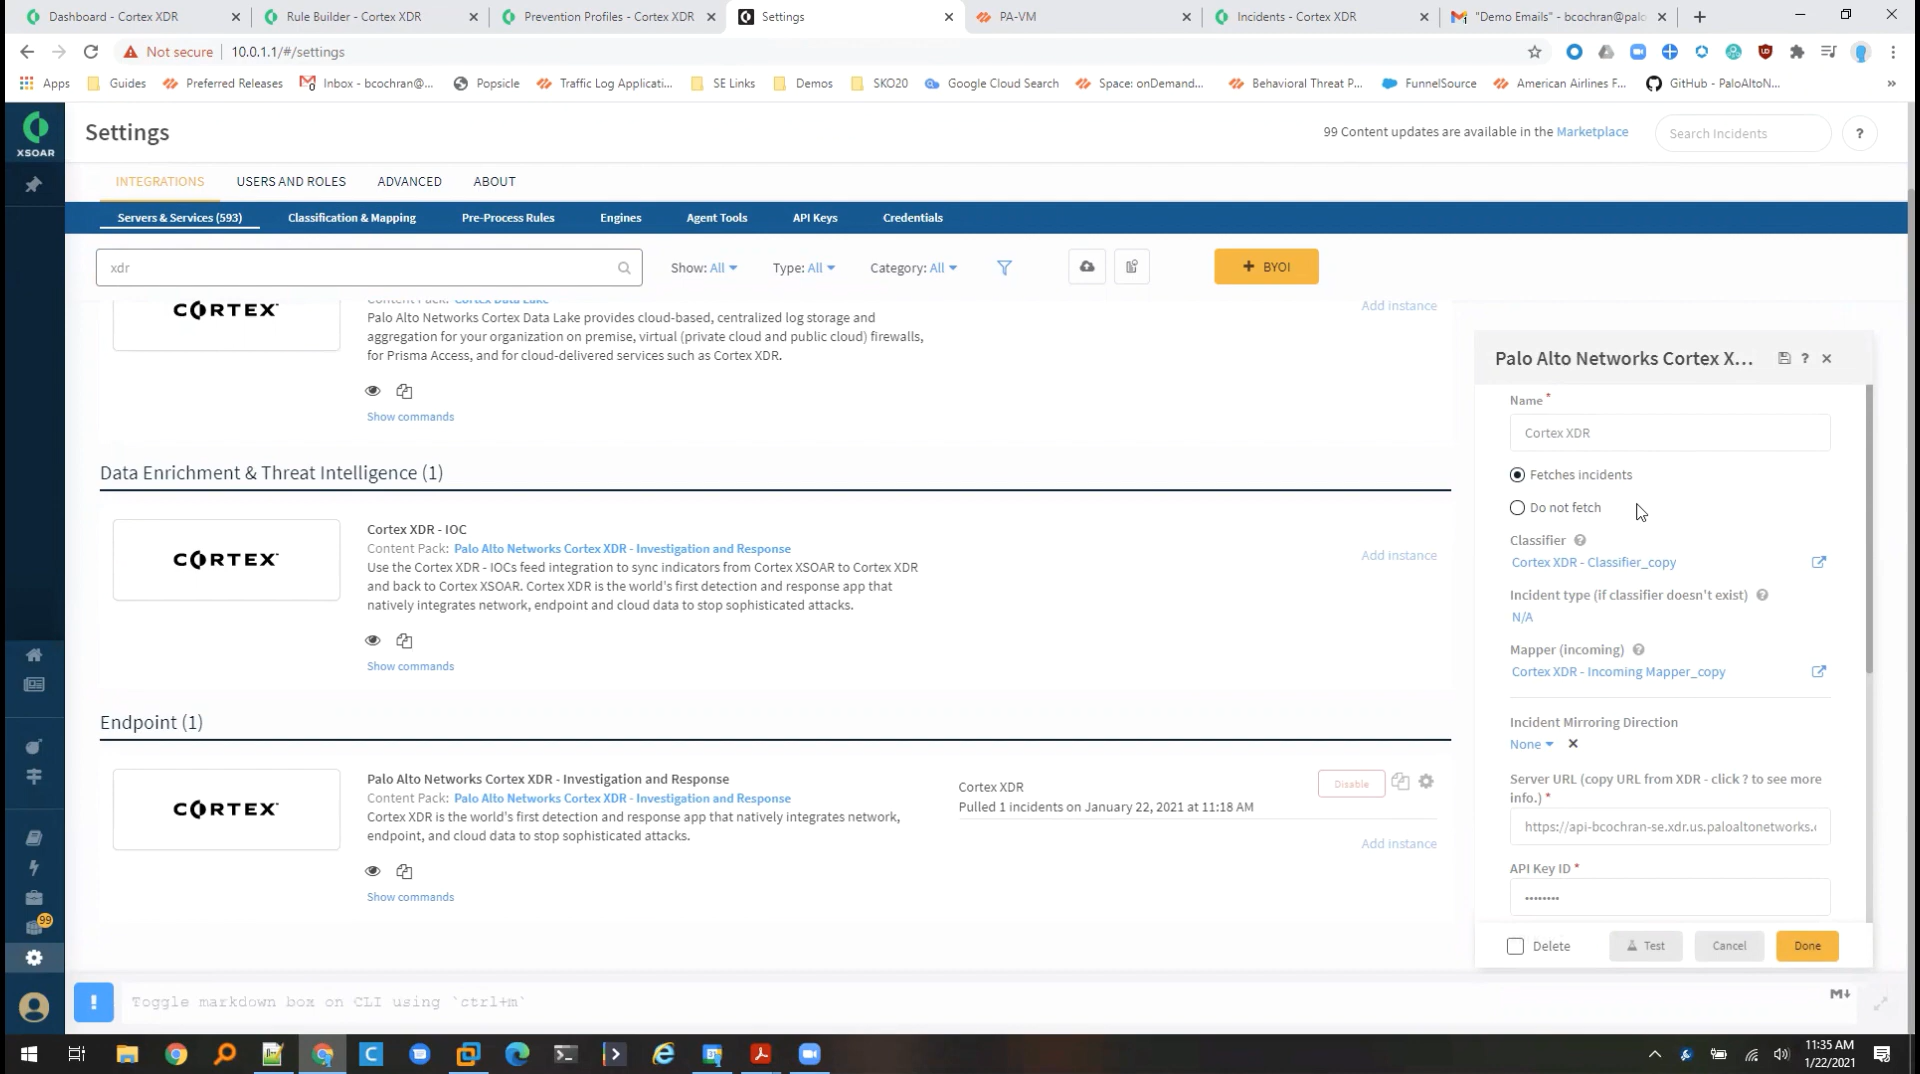 Dashboard - Cortex XDR
Rule Builder - Cortex XDR
Prevention Profiles - Cortex XDR
Settings
PA-VM
Incidents - Cortex XDR
"Demo Emails" - bcochran@palo
Not secure
10.0.1.1/#/settings
Apps
Guides
Preferred Releases
Inbox - bcochran@...
Popsicle
Traffic Log Applicati...
SE Links
Demos
SKO20
Google Cloud Search
Space: onDemand...
Behavioral Threat P...
FunnelSource
American Airlines F...
GitHub - PaloAltoN...
»
XSOAR
Settings
99 Content updates are available in the Marketplace
Search Incidents
?
INTEGRATIONS
USERS AND ROLES
ADVANCED
ABOUT
Servers & Services (593)
Classification & Mapping
Pre-Process Rules
Engines
Agent Tools
API Keys
Credentials
xdr
Show: All
Type: All
Category: All
+ BYOI
CORTEX
Content Pack: Cortex Data Lake
Palo Alto Networks Cortex Data Lake provides cloud-based, centralized log storage and
aggregation for your organization on premise, virtual (private cloud and public cloud) firewalls,
for Prisma Access, and for cloud-delivered services such as Cortex XDR.
Show commands
Add instance
Data Enrichment & Threat Intelligence (1)
CORTEX
Cortex XDR - IOC
Content Pack: Palo Alto Networks Cortex XDR - Investigation and Response
Use the Cortex XDR - IOCs feed integration to sync indicators from Cortex XSOAR to Cortex XDR
and back to Cortex XSOAR. Cortex XDR is the world's first detection and response app that
natively integrates network, endpoint and cloud data to stop sophisticated attacks.
Show commands
Add instance
Endpoint (1)
CORTEX
Palo Alto Networks Cortex XDR - Investigation and Response
Content Pack: Palo Alto Networks Cortex XDR - Investigation and Response
Cortex XDR is the world's first detection and response app that natively integrates network,
endpoint, and cloud data to stop sophisticated attacks.
Show commands
Cortex XDR
Pulled 1 incidents on January 22, 2021 at 11:18 AM
Disable
Add instance
Palo Alto Networks Cortex X...
?
Name *
Cortex XDR
Fetches incidents
Do not fetch
Classifier
Cortex XDR - Classifier_copy
Incident type (if classifier doesn't exist)
N/A
Mapper (incoming)
Cortex XDR - Incoming Mapper_copy
Incident Mirroring Direction
None
Server URL (copy URL from XDR - click ? to see more
info.) *
https://api-bcochran-se.xdr.us.paloaltonetworks.c
API Key ID *
••••••••
Delete
Test
Cancel
Done
99
!
Toggle markdown box on CLI using `ctrl+m`
M
11:35 AM
1/22/2021